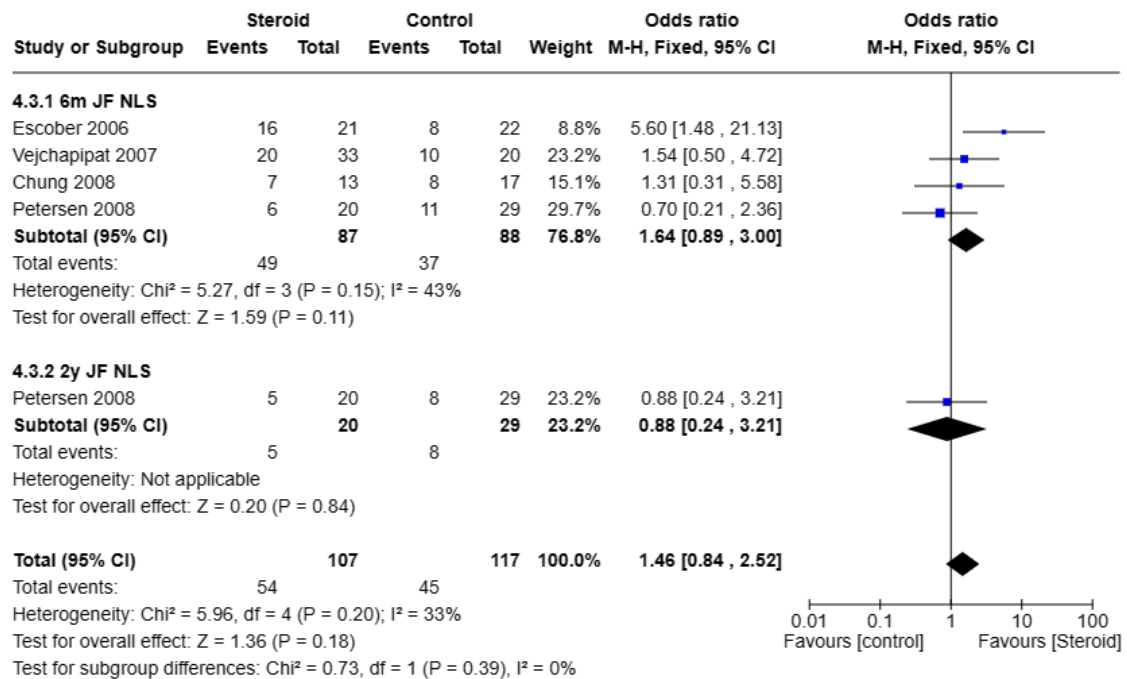 Steroid Control Odds ratio Odds ratio
Study or Subgroup Events Total Events Total Weight M-H, Fixed, 95% CI M-H, Fixed, 95% CI
4.3.1 6m JF NLS
Escober 2006 16 21 8 22 8.8% 5.60 [1.48 , 21.13]
Vejchapipat 2007 20 33 10 20 23.2% 1.54 [0.50 , 4.72]
Chung 2008 7 13 8 17 15.1% 1.31 [0.31 , 5.58]
Petersen 2008 6 20 11 29 29.7% 0.70 [0.21 , 2.36]
Subtotal (95% CI) 87 88 76.8% 1.64 [0.89 , 3.00]
Total events: 49 37
Heterogeneity: Chi² = 5.27, df = 3 (P = 0.15); I² = 43%
Test for overall effect: Z = 1.59 (P = 0.11)
4.3.2 2y JF NLS
Petersen 2008 5 20 8 29 23.2% 0.88 [0.24 , 3.21]
Subtotal (95% CI) 20 29 23.2% 0.88 [0.24 , 3.21]
Total events: 5 8
Heterogeneity: Not applicable
Test for overall effect: Z = 0.20 (P = 0.84)
Total (95% CI) 107 117 100.0% 1.46 [0.84 , 2.52]
Total events: 54 45
Heterogeneity: Chi² = 5.96, df = 4 (P = 0.20); I² = 33%
Test for overall effect: Z = 1.36 (P = 0.18)
Test for subgroup differences: Chi² = 0.73, df = 1 (P = 0.39), I² = 0%
0.01 0.1 1 10 100
Favours [control] Favours [Steroid]